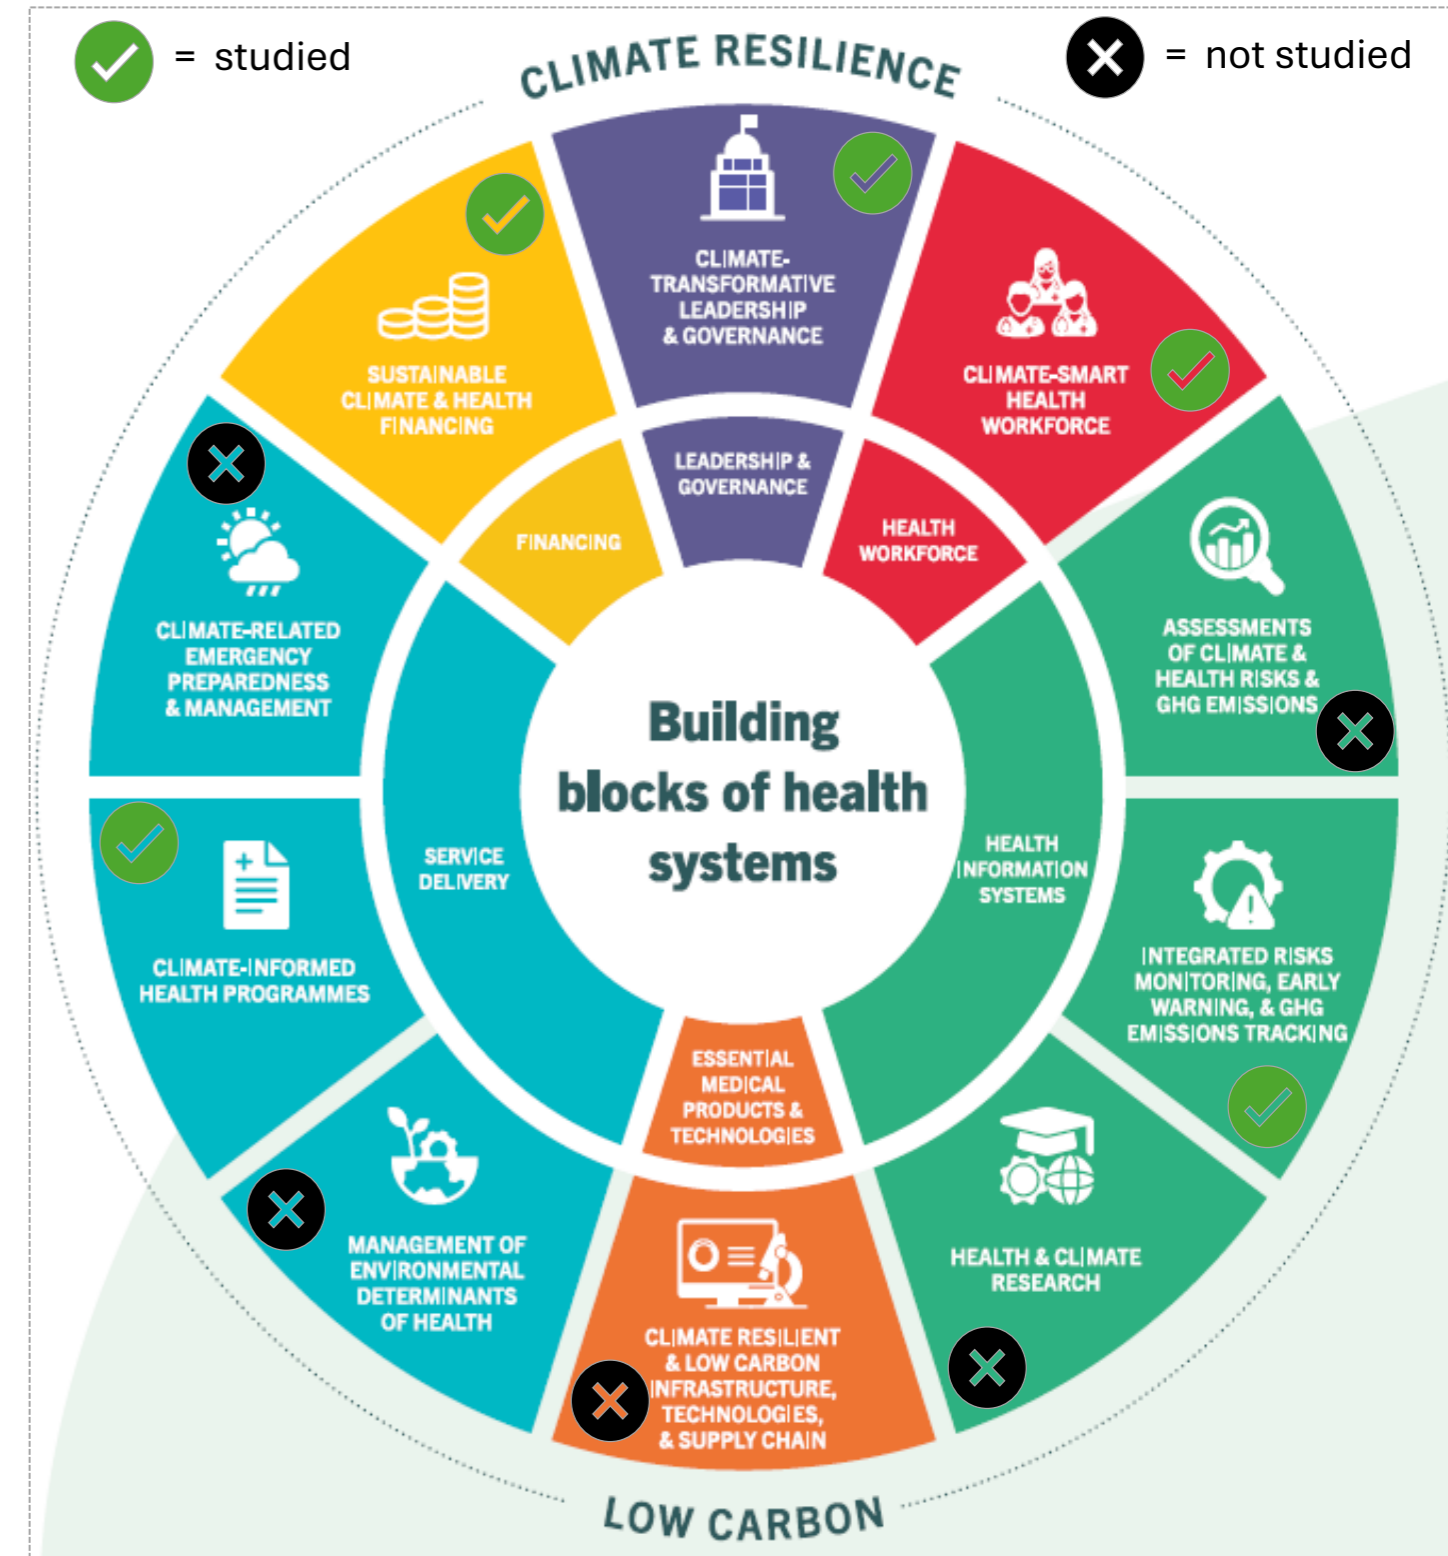 = studied
= not studied
CLIMATE RESILIENCE
CLIMATE-
TRANSFORMATIVE
LEADERSHIP
& GOVERNANCE
SUSTAINABLE
CLIMATE & HEALTH
FINANCING
CLIMATE-SMART
HEALTH
WORKFORCE
LEADERSHIP &
GOVERNANCE
FINANCING
HEALTH
WORKFORCE
CLIMATE-RELATED
EMERGENCY
PREPAREDNESS
& MANAGEMENT
ASSESSMENTS
OF CLIMATE &
HEALTH RISKS &
GHG EMISSIONS
Building
blocks of health
systems
SERVICE
DELIVERY
HEALTH
INFORMATION
SYSTEMS
CLIMATE-INFORMED
HEALTH PROGRAMMES
INTEGRATED RISKS
MONITORING, EARLY
WARNING, & GHG
EMISSIONS TRACKING
ESSENTIAL
MEDICAL
PRODUCTS &
TECHNOLOGIES
MANAGEMENT OF
ENVIRONMENTAL
DETERMINANTS
OF HEALTH
HEALTH & CLIMATE
RESEARCH
CLIMATE RESILIENT
& LOW CARBON
INFRASTRUCTURE,
TECHNOLOGIES,
& SUPPLY CHAIN
LOW CARBON